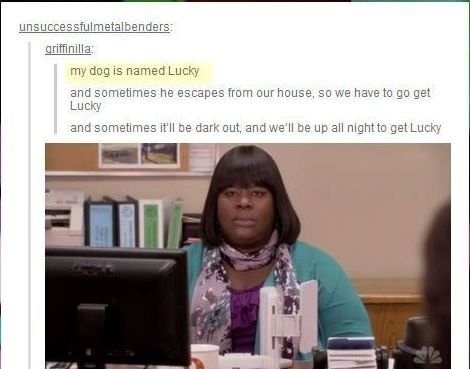 unsuccessfulmetalbenders:
griffinilla:
my dog is named Lucky
and sometimes he escapes from our house, so we have to go get
Lucky
and sometimes it'll be dark out, and we'll be up all night to get Lucky